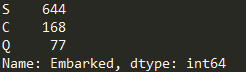 S    644
C    168
Q     77
Name: Embarked, dtype: int64